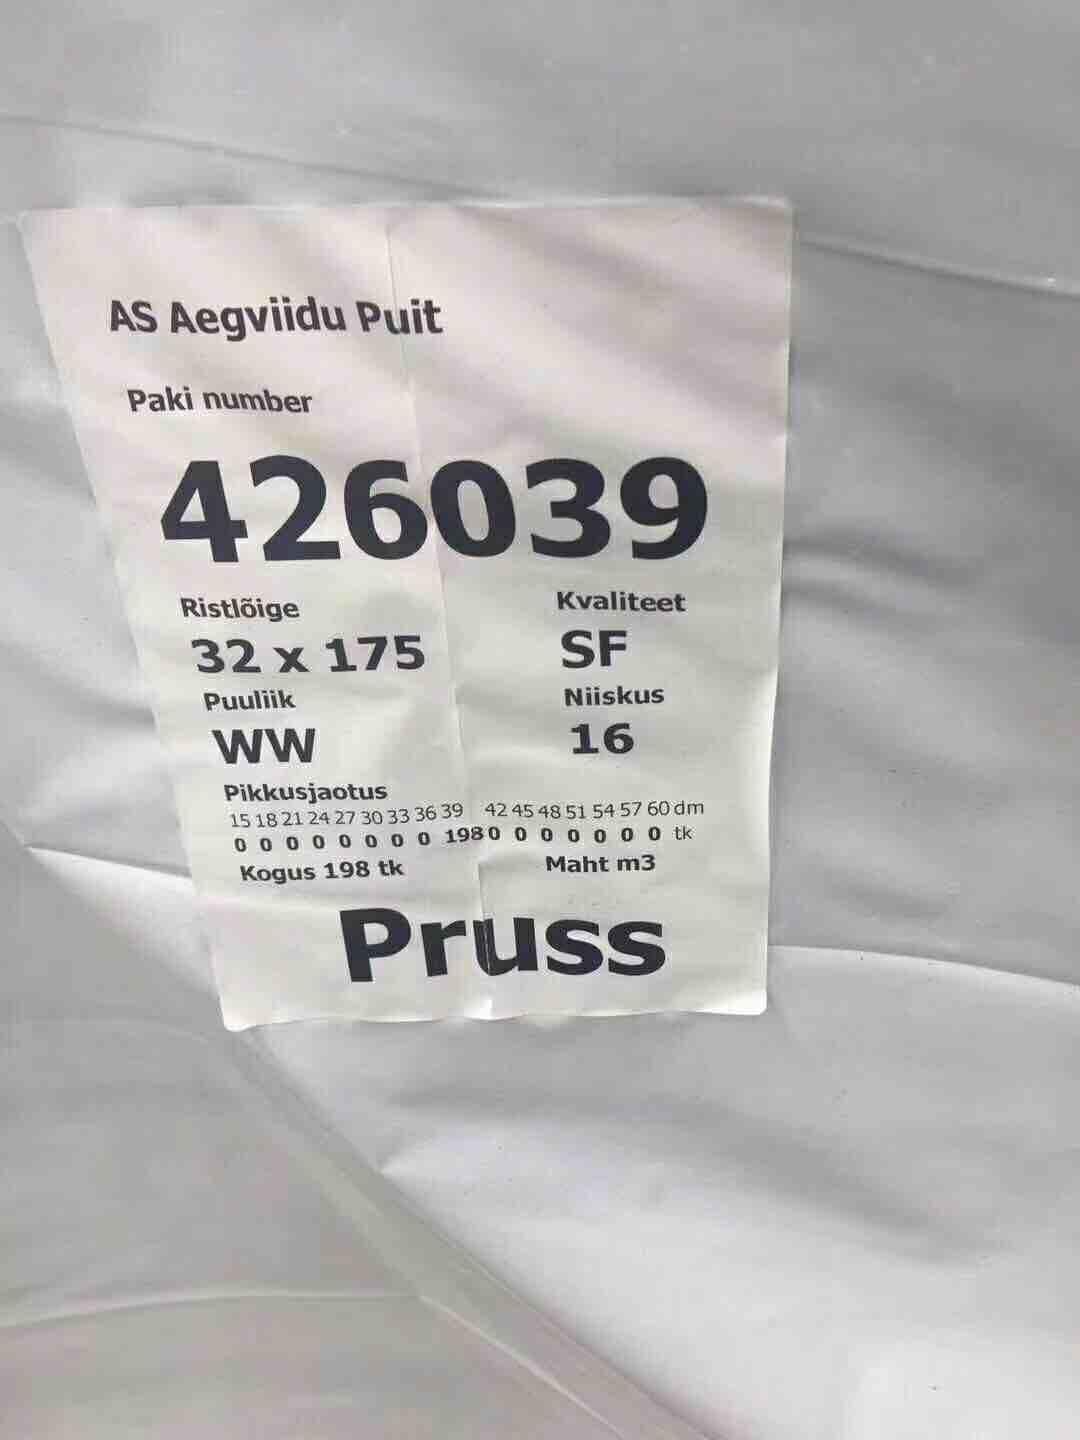 AS Aegviidu Puit
Paki number
426039
Ristlõige Kvaliteet
32 x 175 SF
Puuliik Niiskus
WW 16
Pikkusjaotus
15 18 21 24 27 30 33 36 39 42 45 48 51 54 57 60 dm
0 0 0 0 0 0 0 0 198 0 0 0 0 0 0 0 tk
Kogus 198 tk Maht m3
Pruss